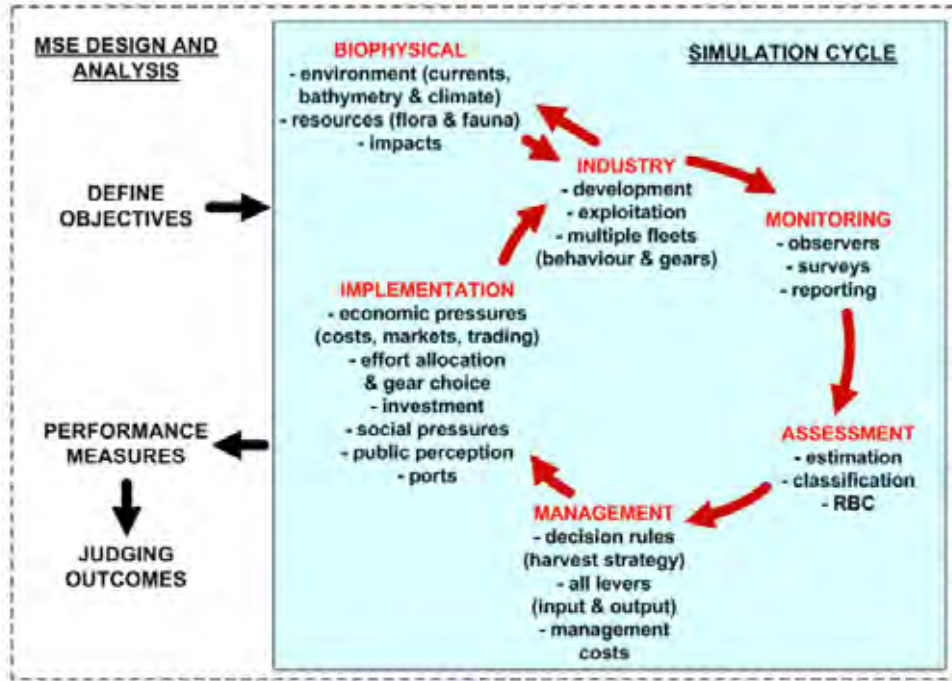 MSE DESIGN AND
ANALYSIS
DEFINE
OBJECTIVES
PERFORMANCE
MEASURES
JUDGING
OUTCOMES
SIMULATION CYCLE
BIOPHYSICAL
- environment (currents,
bathymetry & climate)
- resources (flora & fauna)
- impacts
INDUSTRY
- development
- exploitation
- multiple fleets
(behaviour & gears)
MONITORING
- observers
- surveys
- reporting
ASSESSMENT
- estimation
- classification
- RBC
MANAGEMENT
- decision rules
(harvest strategy)
- all levers
(input & output)
- management
costs
IMPLEMENTATION
- economic pressures
(costs, markets, trading)
- effort allocation
& gear choice
- investment
- social pressures
- public perception
- ports